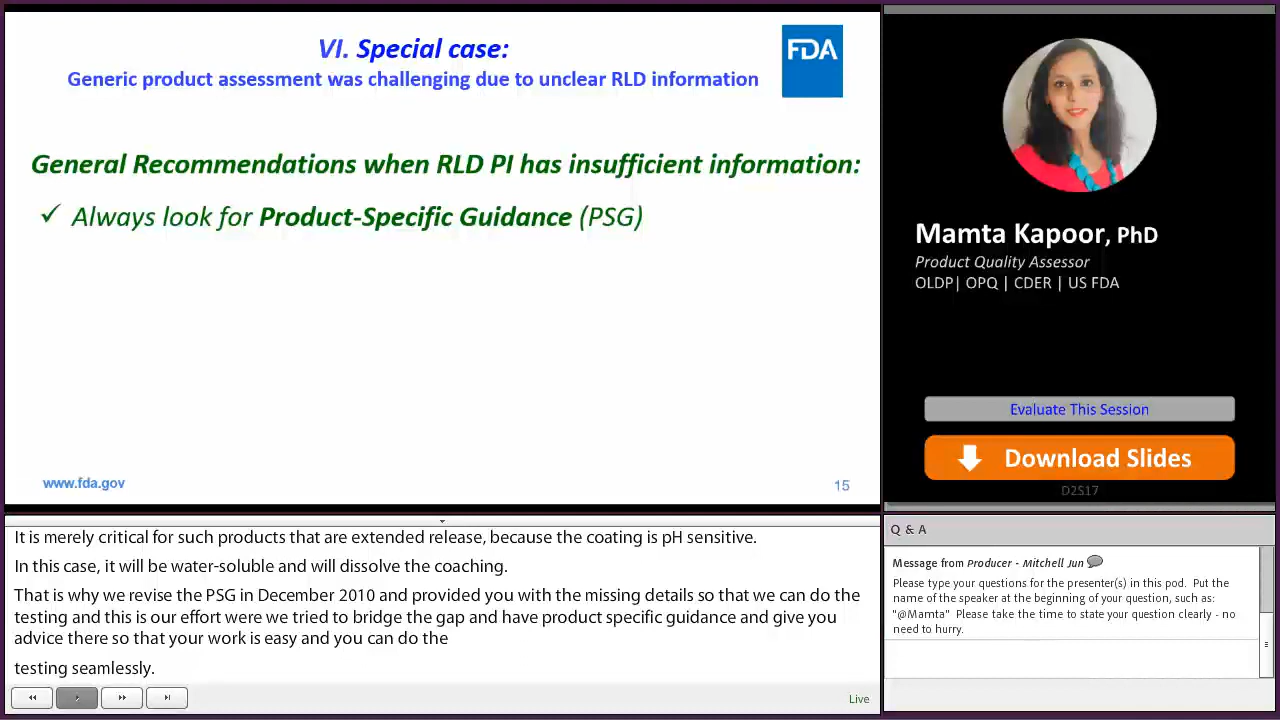 VI. Special case:
Generic product assessment was challenging due to unclear RLD information
FDA
General Recommendations when RLD PI has insufficient information:
✓ Always look for Product-Specific Guidance (PSG)
www.fda.gov
15
Mamta Kapoor, PhD
Product Quality Assessor
OLDP| OPQ | CDER | US FDA
Evaluate This Session
Download Slides
D2S17
It is merely critical for such products that are extended release, because the coating is pH sensitive.
In this case, it will be water-soluble and will dissolve the coaching.
That is why we revise the PSG in December 2010 and provided you with the missing details so that we can do the
testing and this is our effort were we tried to bridge the gap and have product specific guidance and give you
advice there so that your work is easy and you can do the
testing seamlessly.
Live
Q & A
Message from Producer - Mitchell Jun
Please type your questions for the presenter(s) in this pod. Put the
name of the speaker at the beginning of your question, such as:
"@Mamta" Please take the time to state your question clearly - no
need to hurry.